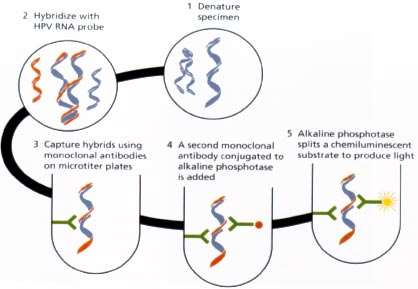 1 Denature
specimen
2 Hybridize with
HPV RNA probe
3 Capture hybrids using
monoclonal antibodies
on microtiter plates
4 A second monoclonal
antibody conjugated to
alkaline phosphotase
is added
5 Alkaline phosphotase
splits a chemiluminescent
substrate to produce light